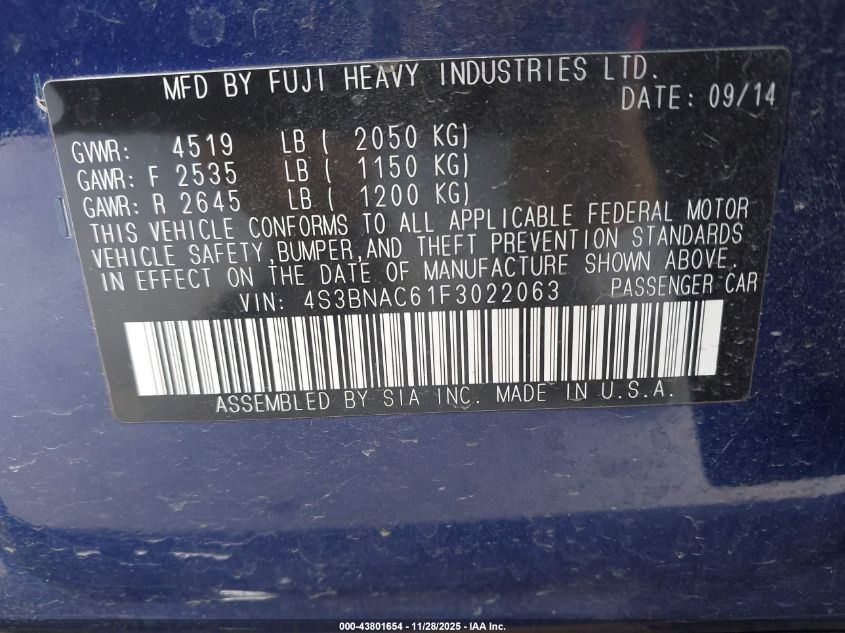 MFD BY FUJI HEAVY INDUSTRIES LTD.
DATE: 09/14
GVWR: 4519 LB ( 2050 KG)
GAWR: F 2535 LB ( 1150 KG)
GAWR: R 2645 LB ( 1200 KG)
THIS VEHICLE CONFORMS TO ALL APPLICABLE FEDERAL MOTOR
VEHICLE SAFETY,BUMPER,AND THEFT PREVENTION STANDARDS
IN EFFECT ON THE DATE OF MANUFACTURE SHOWN ABOVE.
VIN: 4S3BNAC61F3022063 PASSENGER CAR
ASSEMBLED BY SIA INC. MADE IN U.S.A.
000-43801654 - 11/28/2025 - IAA Inc.